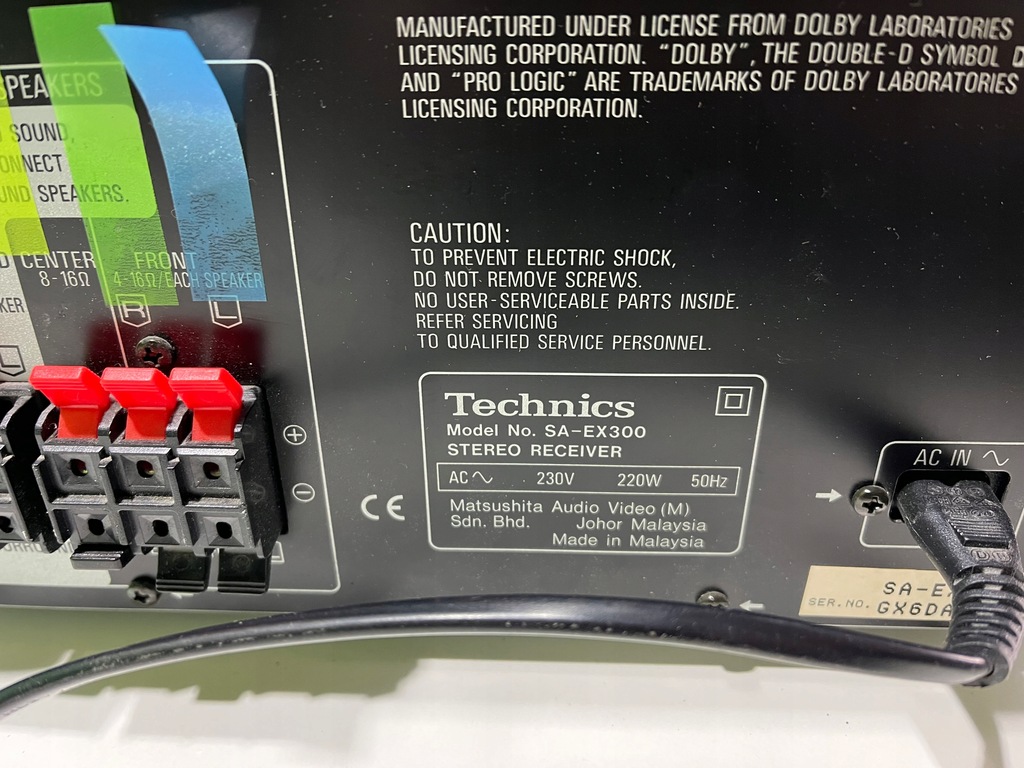 MANUFACTURED UNDER LICENSE FROM DOLBY LABORATORIES
LICENSING CORPORATION. “DOLBY”, THE DOUBLE-D SYMBOL
AND “PRO LOGIC” ARE TRADEMARKS OF DOLBY LABORATORIES
LICENSING CORPORATION.
SPEAKERS
SOUND,
CONNECT
SPEAKERS.
CENTER
8-16Ω
FRONT
4-16Ω/EACH SPEAKER
R
L
L
CAUTION:
TO PREVENT ELECTRIC SHOCK,
DO NOT REMOVE SCREWS.
NO USER-SERVICEABLE PARTS INSIDE.
REFER SERVICING
TO QUALIFIED SERVICE PERSONNEL.
Technics
Model No. SA-EX300
STEREO RECEIVER
AC∿ 230V 220W 50Hz
Matsushita Audio Video (M)
Sdn. Bhd. Johor Malaysia
Made in Malaysia
+
−
CE
AC IN ∿
SA-E
SER.NO. GX6DA